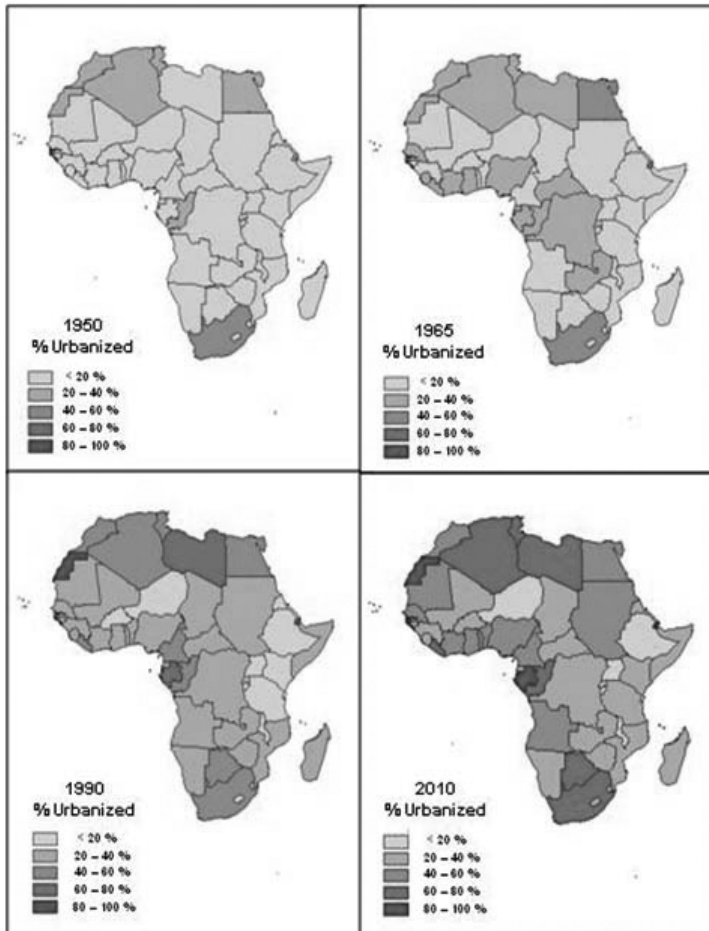 1950
% Urbanized
< 20 %
20 – 40 %
40 – 60 %
60 – 80 %
80 – 100 %
1965
% Urbanized
< 20 %
20 – 40 %
40 – 60 %
60 – 80 %
80 – 100 %
1990
% Urbanized
< 20 %
20 – 40 %
40 – 60 %
60 – 80 %
80 – 100 %
2010
% Urbanized
< 20 %
20 – 40 %
40 – 60 %
60 – 80 %
80 – 100 %